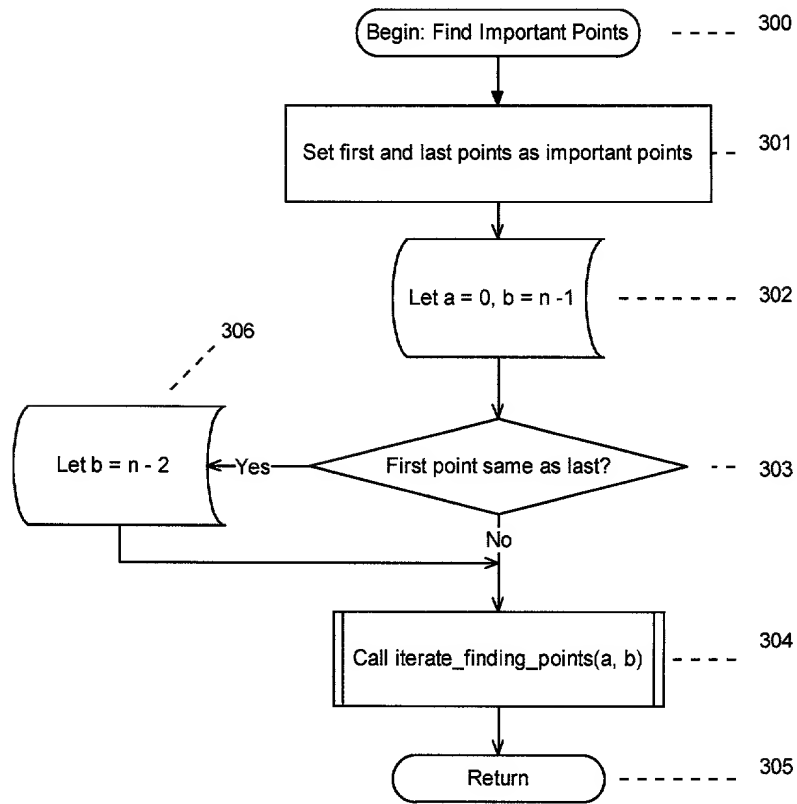 Begin: Find Important Points
300
Set first and last points as important points
301
Let a = 0, b = n -1
302
306
Let b = n - 2
Yes
First point same as last?
303
No
Call iterate_finding_points(a, b)
304
Return
305